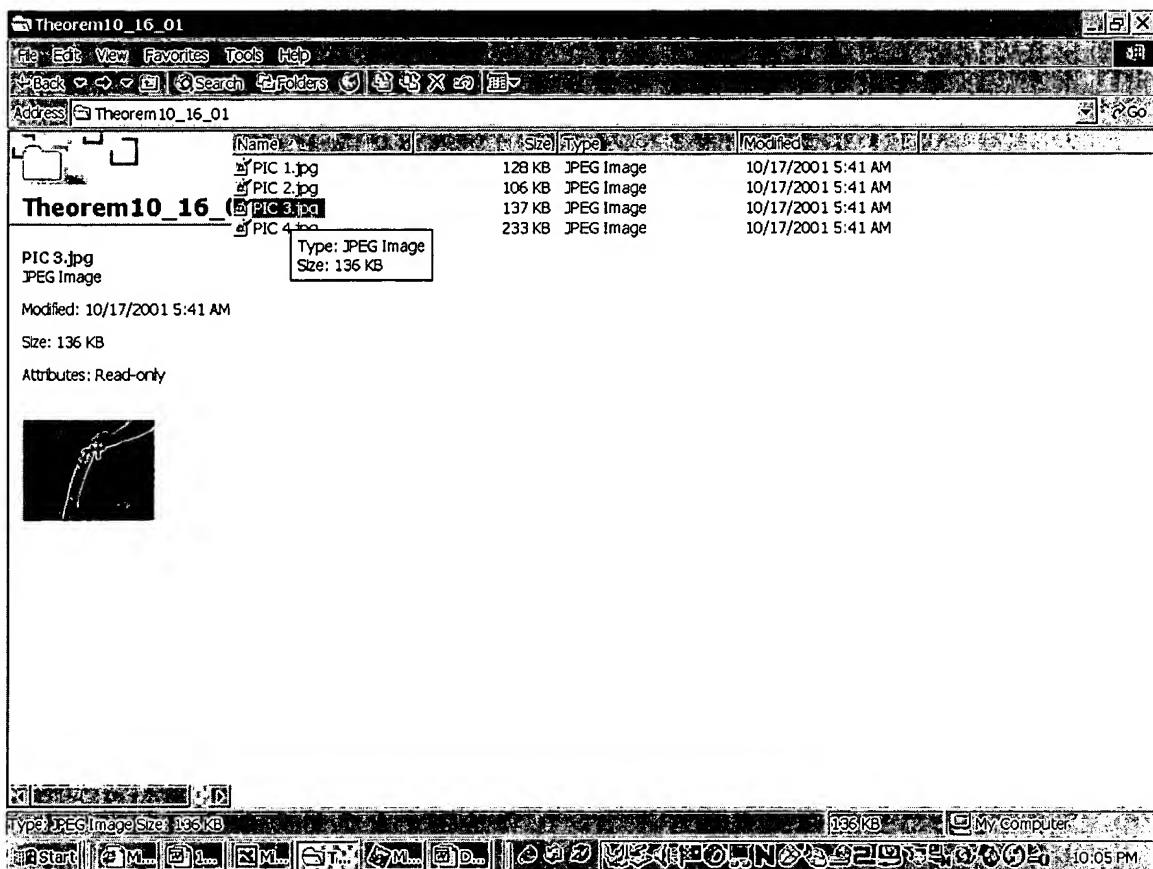 Theorem10_16_01
File Edit View Favorites Tools Help
Back Search Folders
Address Theorem10_16_01 Go
Name Size Type Modified
PIC 1.jpg 128 KB JPEG Image 10/17/2001 5:41 AM
PIC 2.jpg 106 KB JPEG Image 10/17/2001 5:41 AM
PIC 3.jpg 137 KB JPEG Image 10/17/2001 5:41 AM
PIC 4.jpg 233 KB JPEG Image 10/17/2001 5:41 AM
Type: JPEG Image
Size: 136 KB
Theorem10_16_0
PIC 3.jpg
JPEG Image
Modified: 10/17/2001 5:41 AM
Size: 136 KB
Attributes: Read-only
Type: JPEG Image Size: 136 KB 136 KB My Computer
Start M... 1... Mi... T... M... D... 10:05 PM